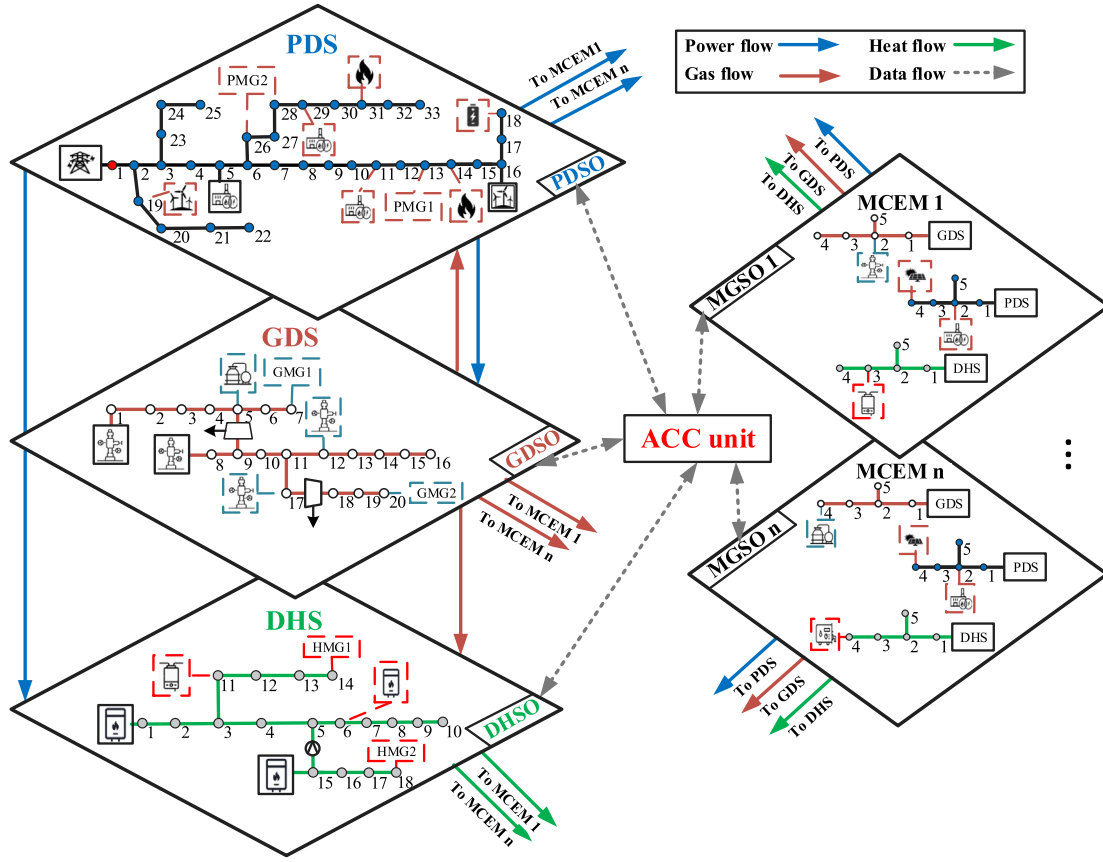 PDS
To MCEM1
To MCEM n
Power flow
Heat flow
Gas flow
Data flow
PMG2
24 25
28 29 30 31 32 33
18
23
26 27
17
1 2 3 4 5 6 7 8 9 10 11 12 13 14 15 16
PDSO
19
PMG1
20 21 22
To PDS
To GDS
To DHS
MCEM 1
5
GDS
4 3 2 1
MGSO 1
5
PDS
4 3 2 1
5
DHS
4 3 2 1
GDS
GMG1
1 2 3 4 5 6 7
8 9 10 11 12 13 14 15 16
GDSO
17 18 19 20
GMG2
To MCEM 1
To MCEM n
ACC unit
MCEM n
5
GDS
4 3 2 1
MGSO n
5
PDS
4 3 2 1
5
DHS
4 3 2 1
To PDS
To GDS
To DHS
DHS
HMG1
11 12 13 14
1 2 3 4 5 6 7 8 9 10
DHSO
HMG2
15 16 17 18
To MCEM 1
To MCEM n